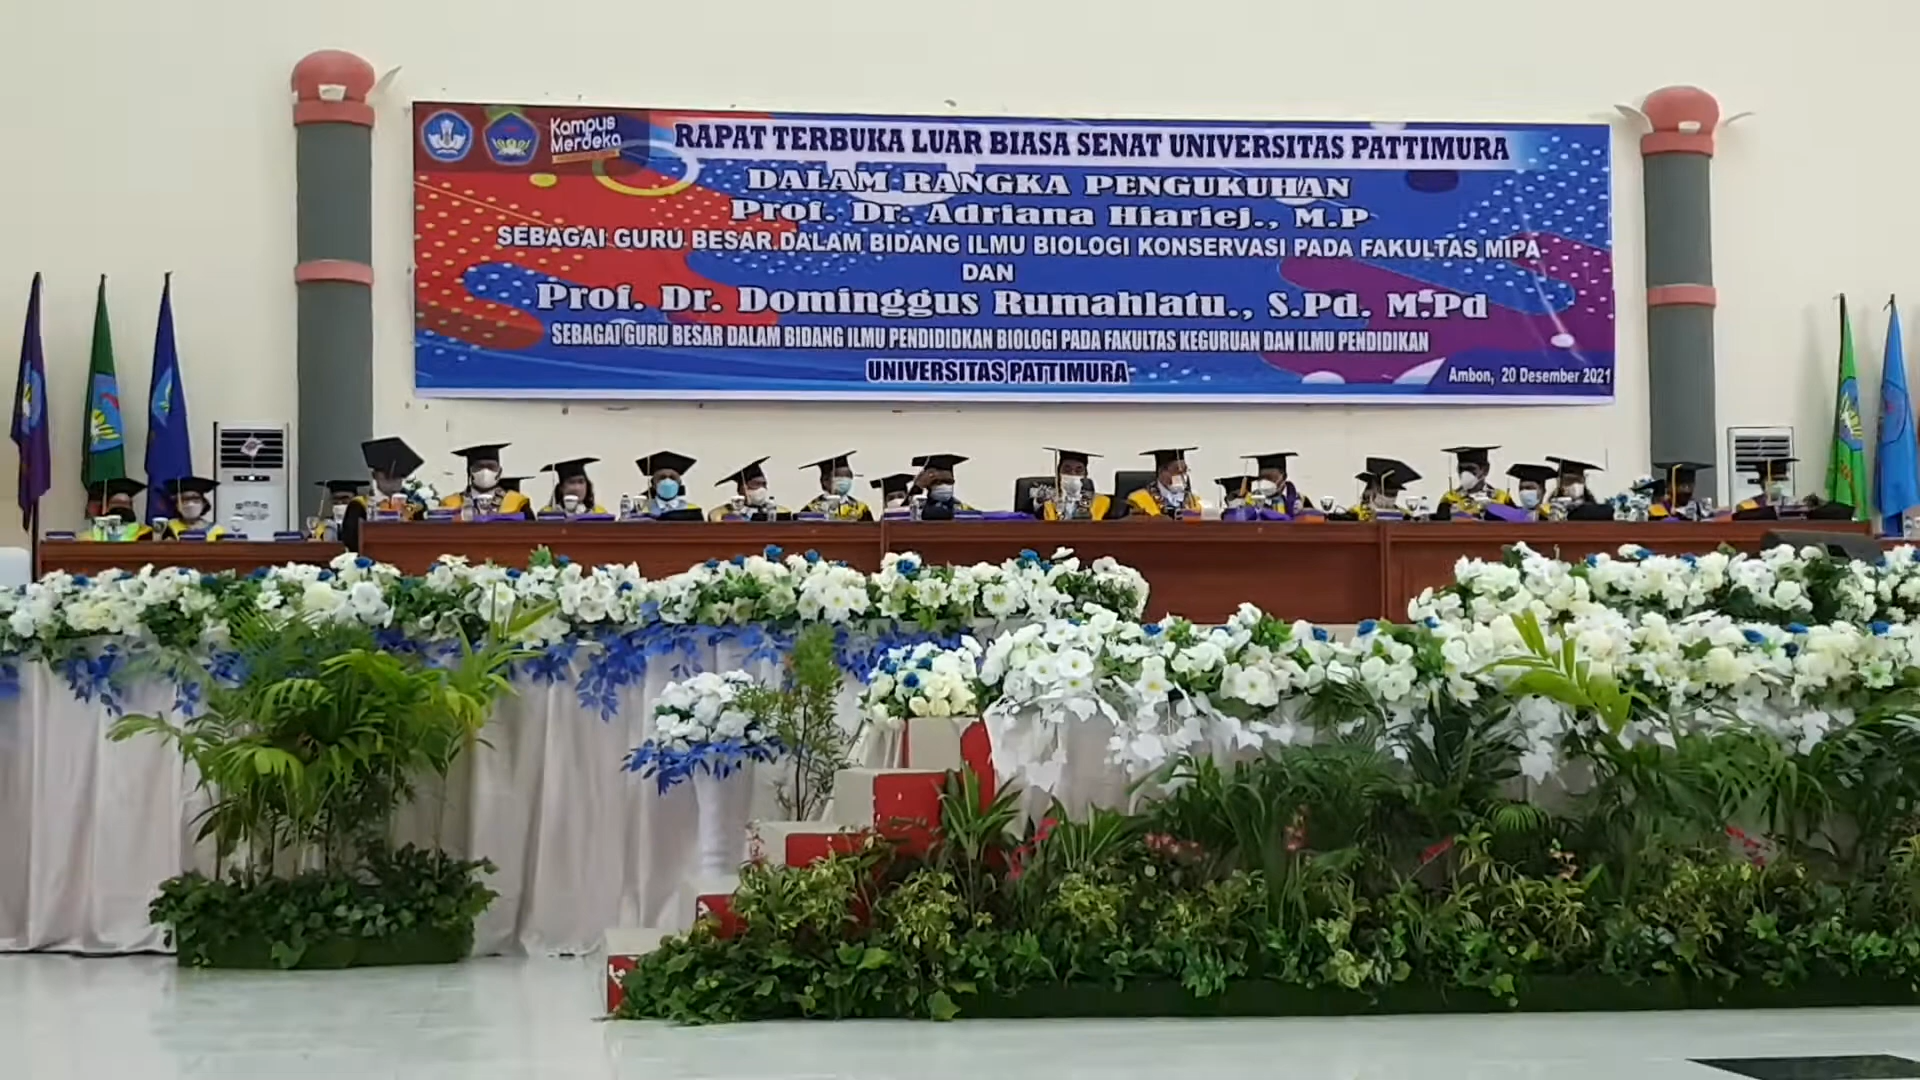 Kampus
Merdeka
RAPAT TERBUKA LUAR BIASA SENAT UNIVERSITAS PATTIMURA
DALAM RANGKA PENGUKUHAN
Prof. Dr. Adriana Hiariej., M.P
SEBAGAI GURU BESAR DALAM BIDANG ILMU BIOLOGI KONSERVASI PADA FAKULTAS MIPA
DAN
Prof. Dr. Dominggus Rumahlatu., S.Pd. M.Pd
SEBAGAI GURU BESAR DALAM BIDANG ILMU PENDIDIDKAN BIOLOGI PADA FAKULTAS KEGURUAN DAN ILMU PENDIDIKAN
UNIVERSITAS PATTIMURA
Ambon, 20 Desember 2021